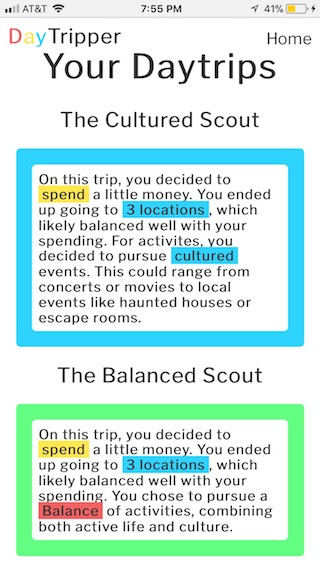 AT&T 7:55 PM 41%
DayTripper Home
Your Daytrips
The Cultured Scout
On this trip, you decided to
spend a little money. You ended
up going to 3 locations, which
likely balanced well with your
spending. For activites, you
decided to pursue cultured
events. This could range from
concerts or movies to local
events like haunted houses or
escape rooms.
The Balanced Scout
On this trip, you decided to
spend a little money. You ended
up going to 3 locations, which
likely balanced well with your
spending. You chose to pursue a
Balance of activities, combining
both active life and culture.